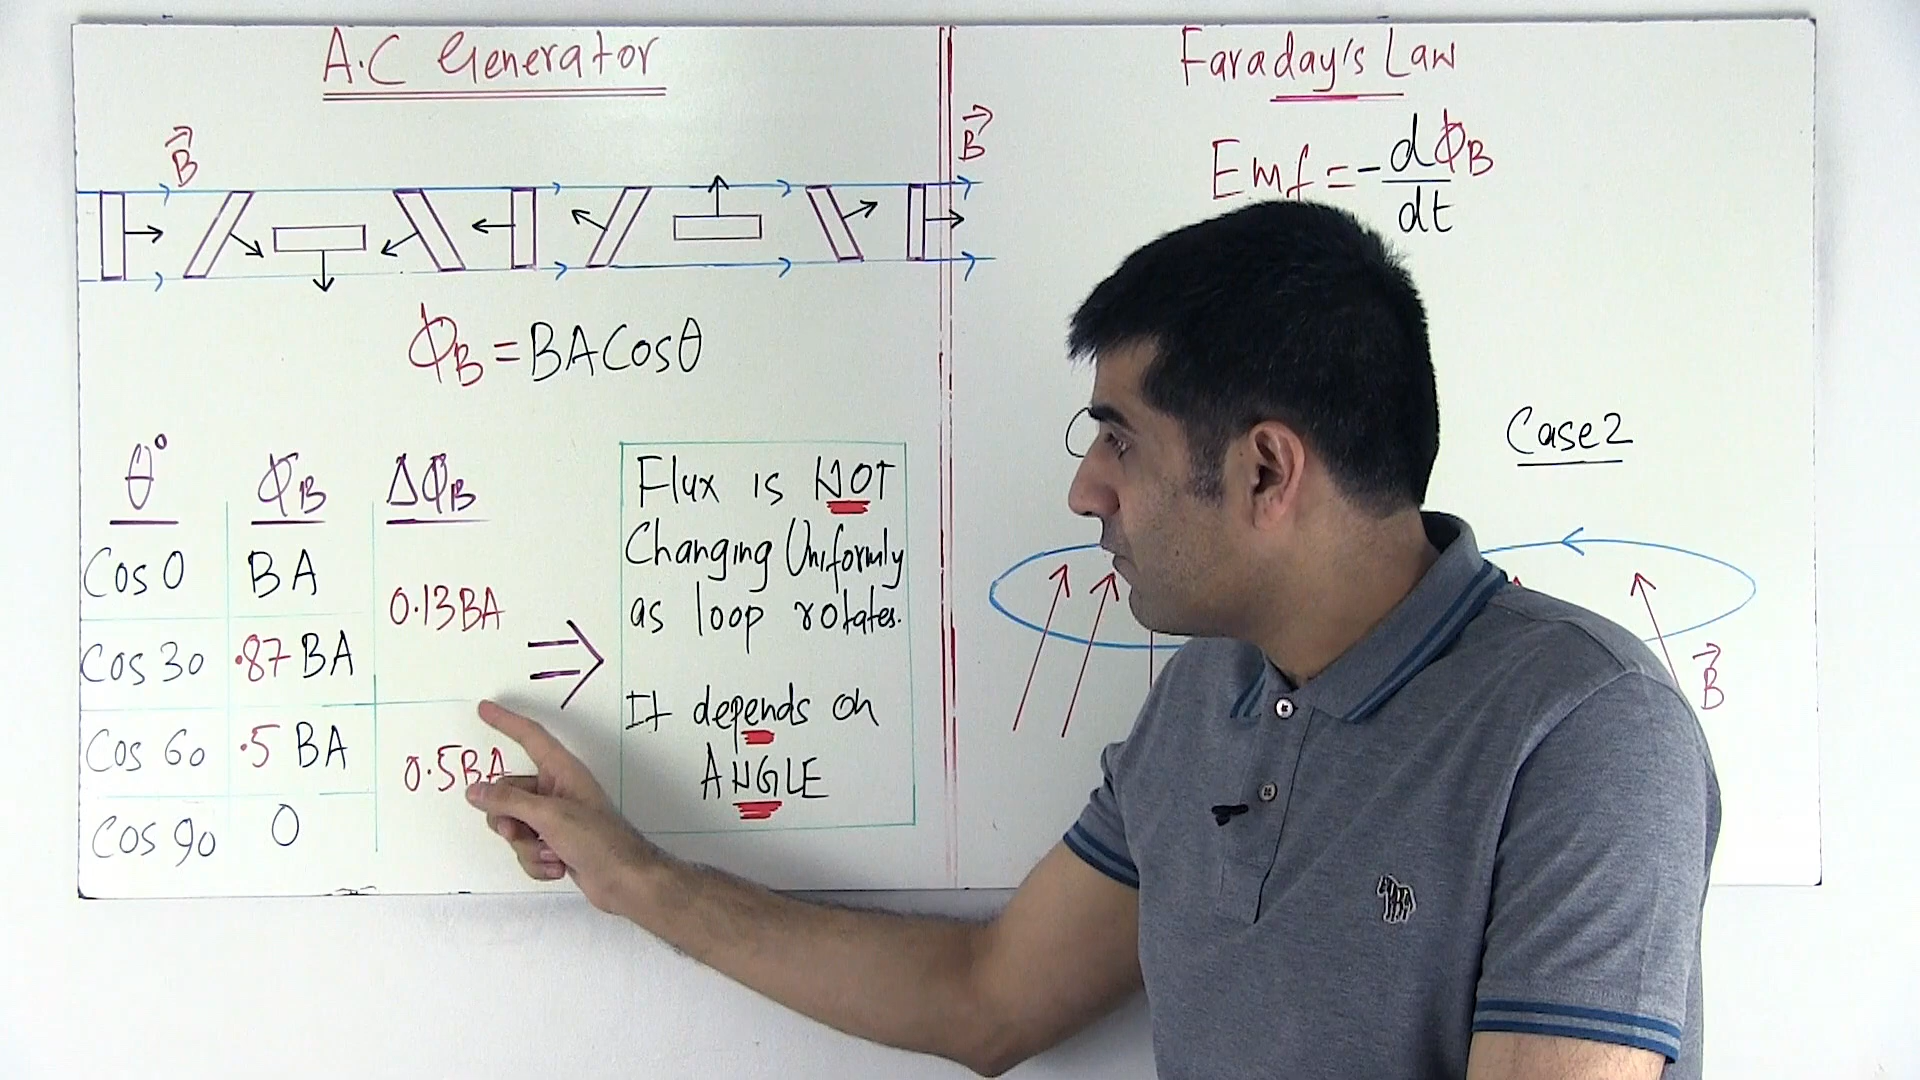 A.C Generator
B
B
ϕB = BACosθ
θ° ϕB ΔϕB
Cos 0 BA
0.13BA
Cos 30 .87 BA
Cos 60 .5 BA
0.5BA
Cos 90 0
⇒
Flux is NOT
Changing Uniformly
as loop rotates.
It depends on
ANGLE
Faraday's Law
Emf = - dϕB
dt
Case 2
B